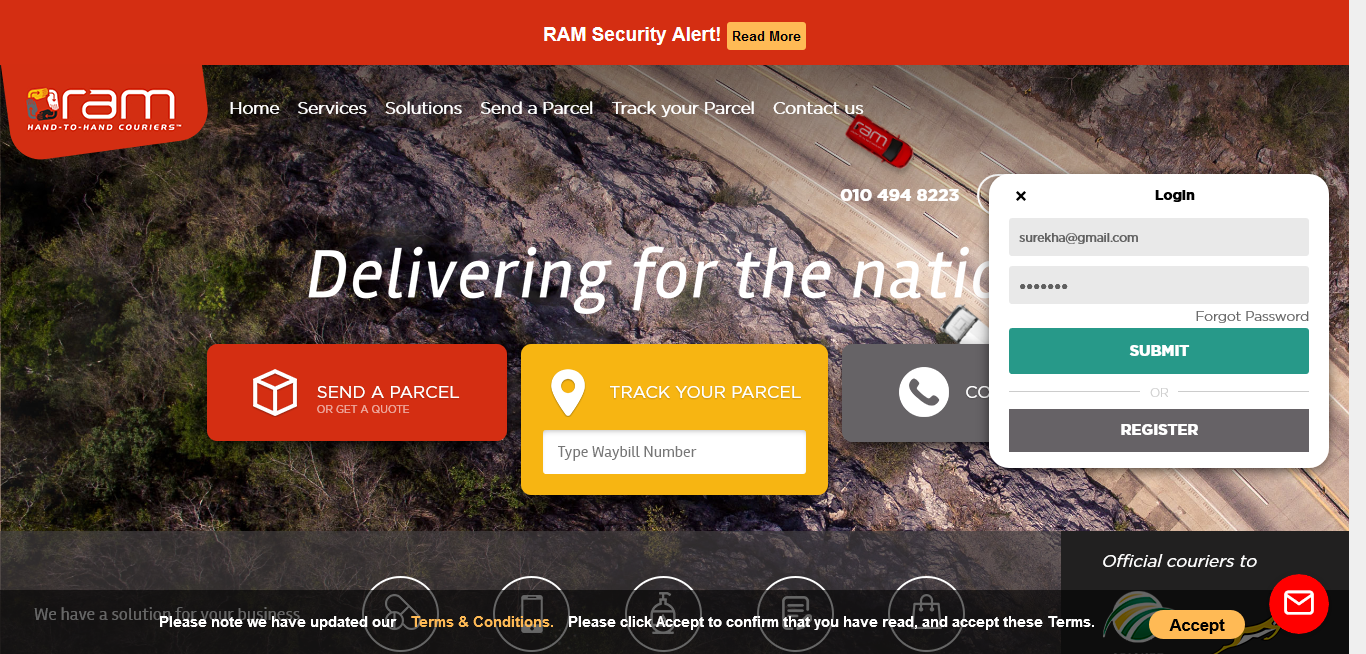 RAM Security Alert! Read More
ram
HAND-TO-HAND COURIERS™
Home Services Solutions Send a Parcel Track your Parcel Contact us
ram
010 494 8223
× Login
surekha@gmail.com
•••••••
Forgot Password
SUBMIT
OR
REGISTER
Delivering for the natio
SEND A PARCEL
OR GET A QUOTE
TRACK YOUR PARCEL
Type Waybill Number
CO
Official couriers to
We have a solution for your business
Please note we have updated our Terms & Conditions. Please click Accept to confirm that you have read, and accept these Terms. Accept